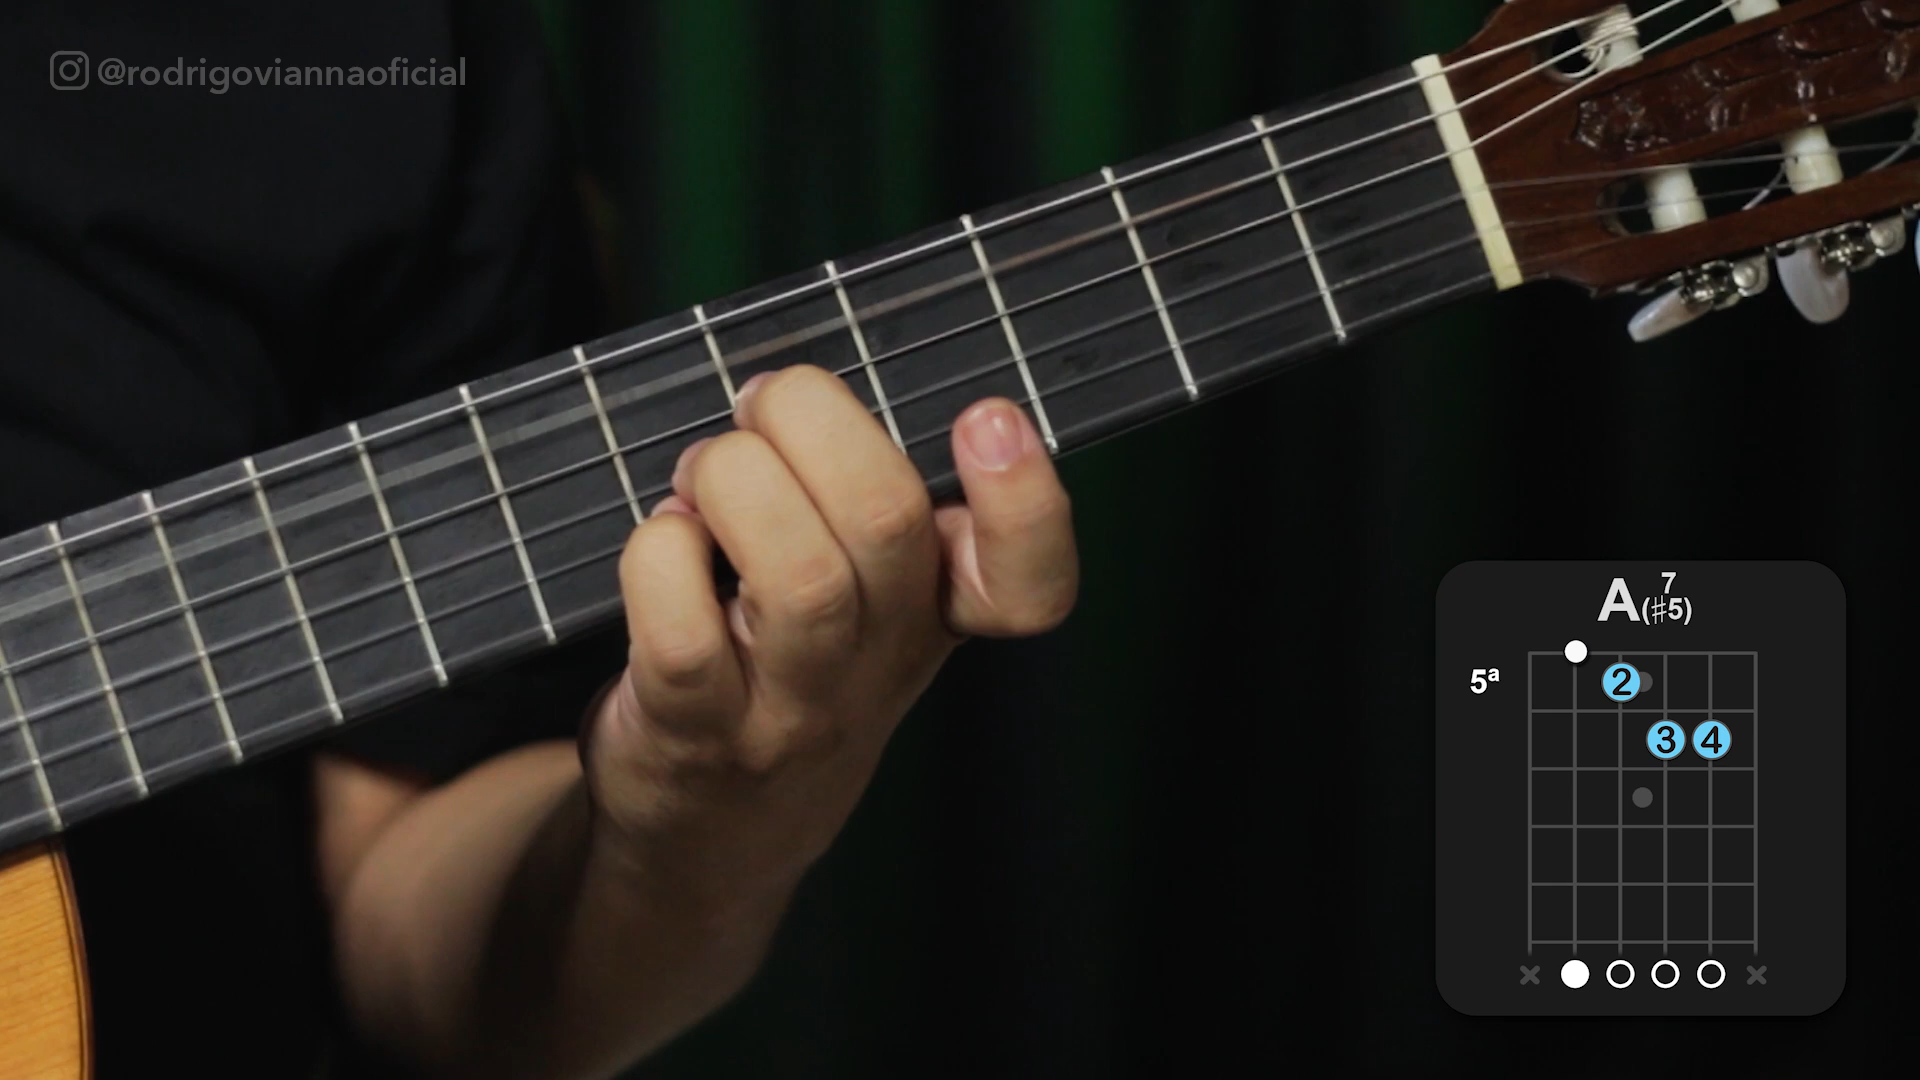 @rodrigoviannaoficial
A7(♯5)
5ª
2
3 4
× ×